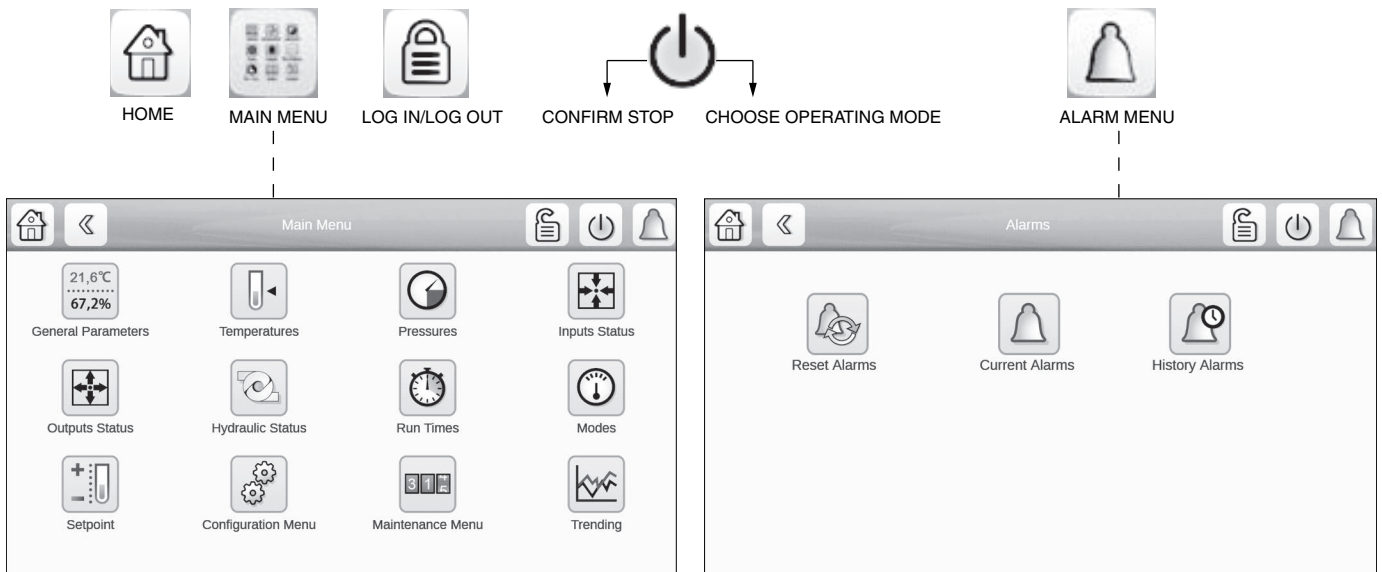 HOME
MAIN MENU
LOG IN/LOG OUT
CONFIRM STOP
CHOOSE OPERATING MODE
ALARM MENU
Main Menu
21,6°C
67,2%
General Parameters
Temperatures
Pressures
Inputs Status
Outputs Status
Hydraulic Status
Run Times
Modes
Setpoint
3 1
Configuration Menu
Maintenance Menu
Trending
Alarms
Reset Alarms
Current Alarms
History Alarms